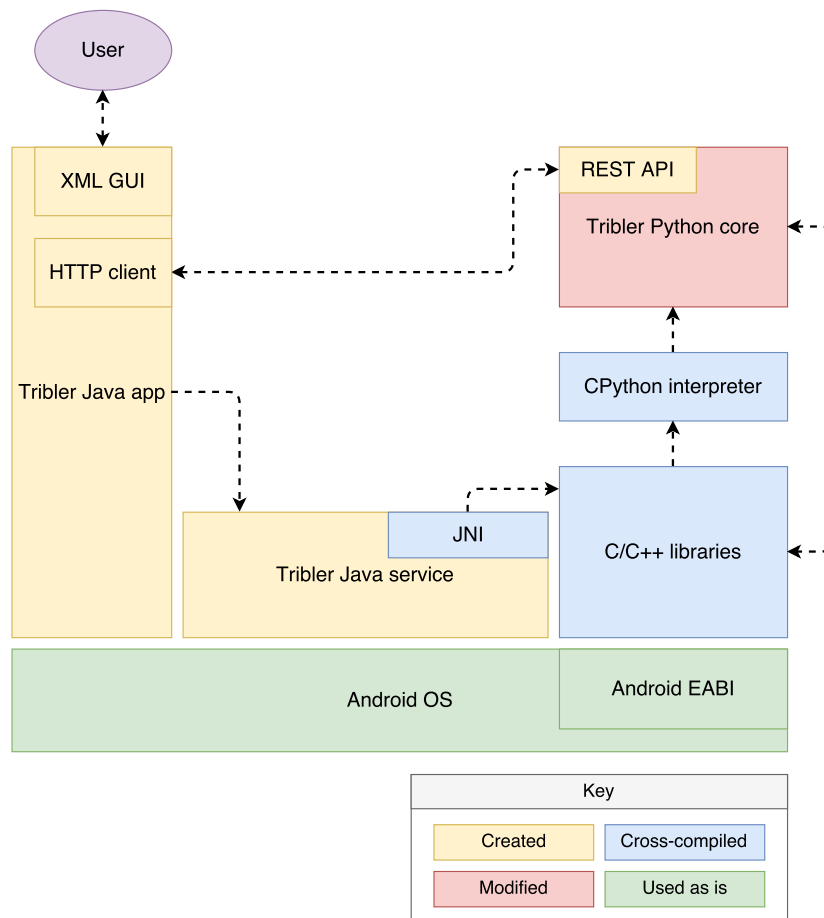 User
XML GUI
REST API
Tribler Python core
HTTP client
CPython interpreter
Tribler Java app
JNI
C/C++ libraries
Tribler Java service
Android EABI
Android OS
Key
Created
Cross-compiled
Modified
Used as is